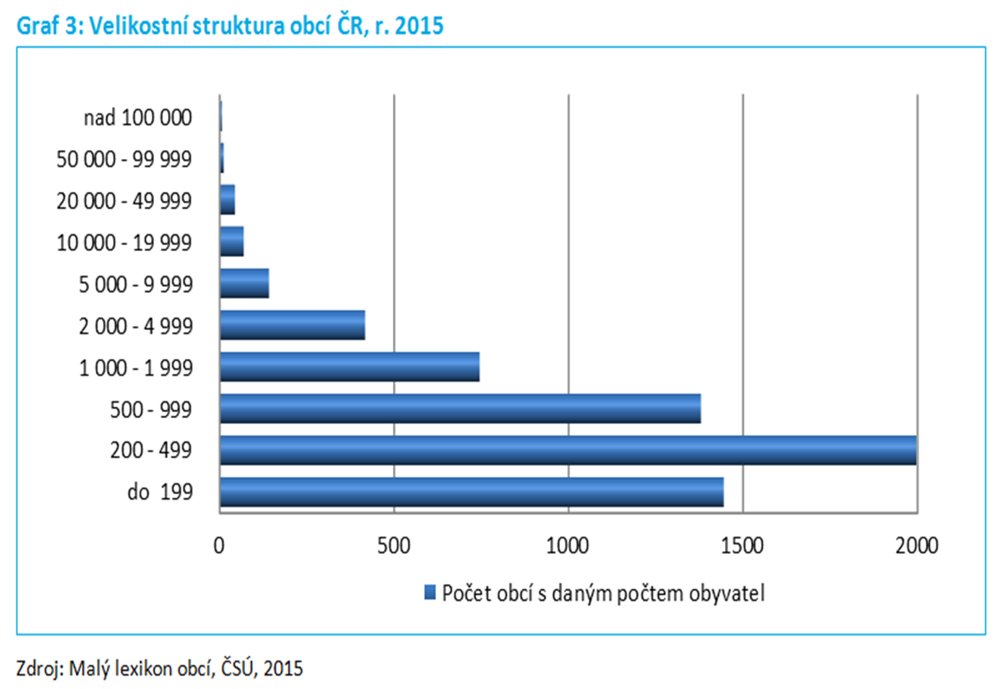 Graf 3: Velikostní struktura obcí ČR, r. 2015
nad 100 000
50 000 - 99 999
20 000 - 49 999
10 000 - 19 999
5 000 - 9 999
2 000 - 4 999
1 000 - 1 999
500 - 999
200 - 499
do 199
0 500 1000 1500 2000
Počet obcí s daným počtem obyvatel
Zdroj: Malý lexikon obcí, ČSÚ, 2015